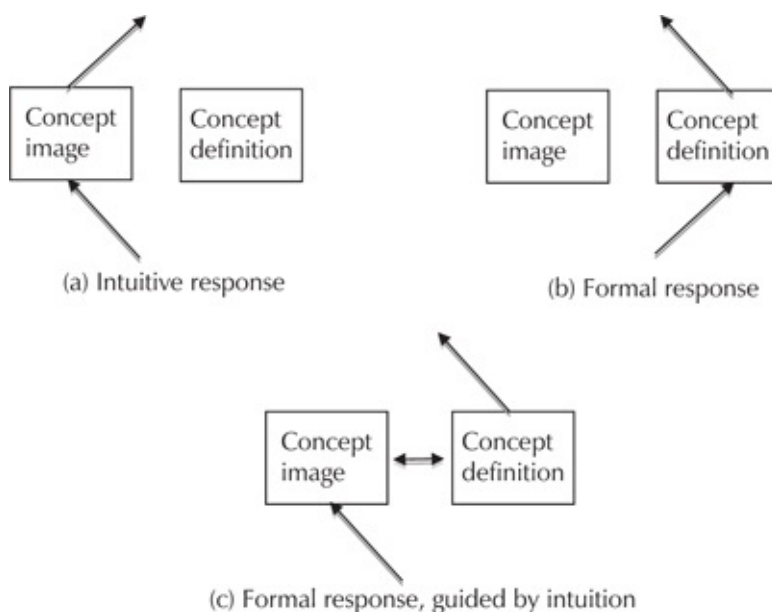 Concept
image
Concept
definition
(a) Intuitive response
Concept
image
Concept
definition
(b) Formal response
Concept
image
Concept
definition
(c) Formal response, guided by intuition